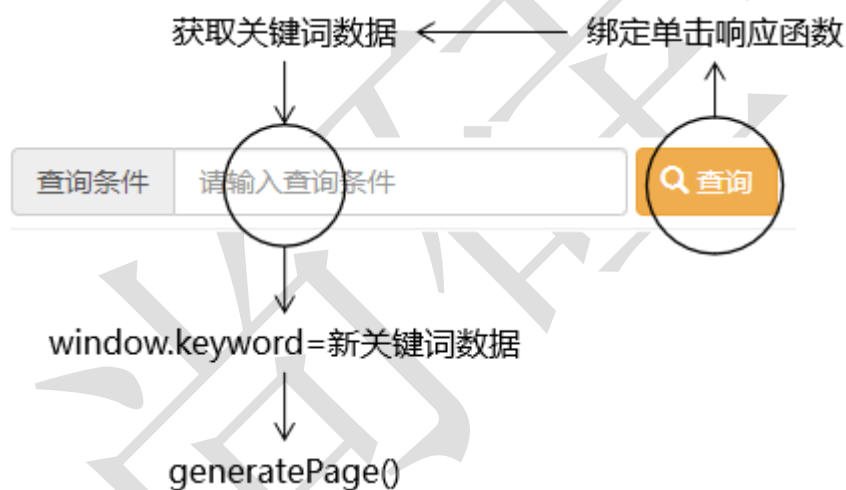 获取关键词数据 绑定单击响应函数
查询条件 请输入查询条件 查询
window.keyword=新关键词数据
generatePage()